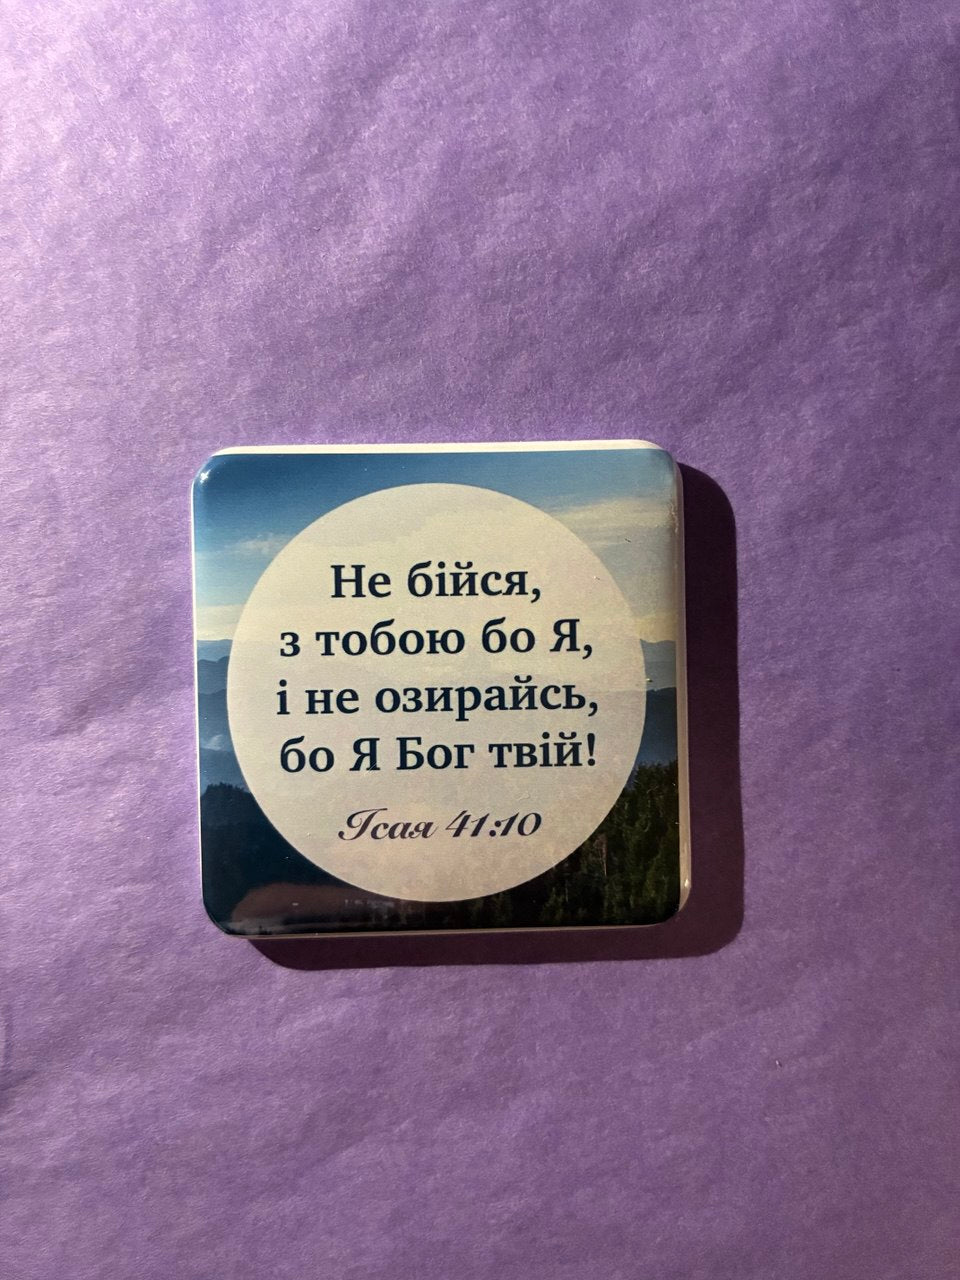 Не бійся,
з тобою бо Я,
і не озирайсь,
бо Я Бог твій!
Ісая 41:10